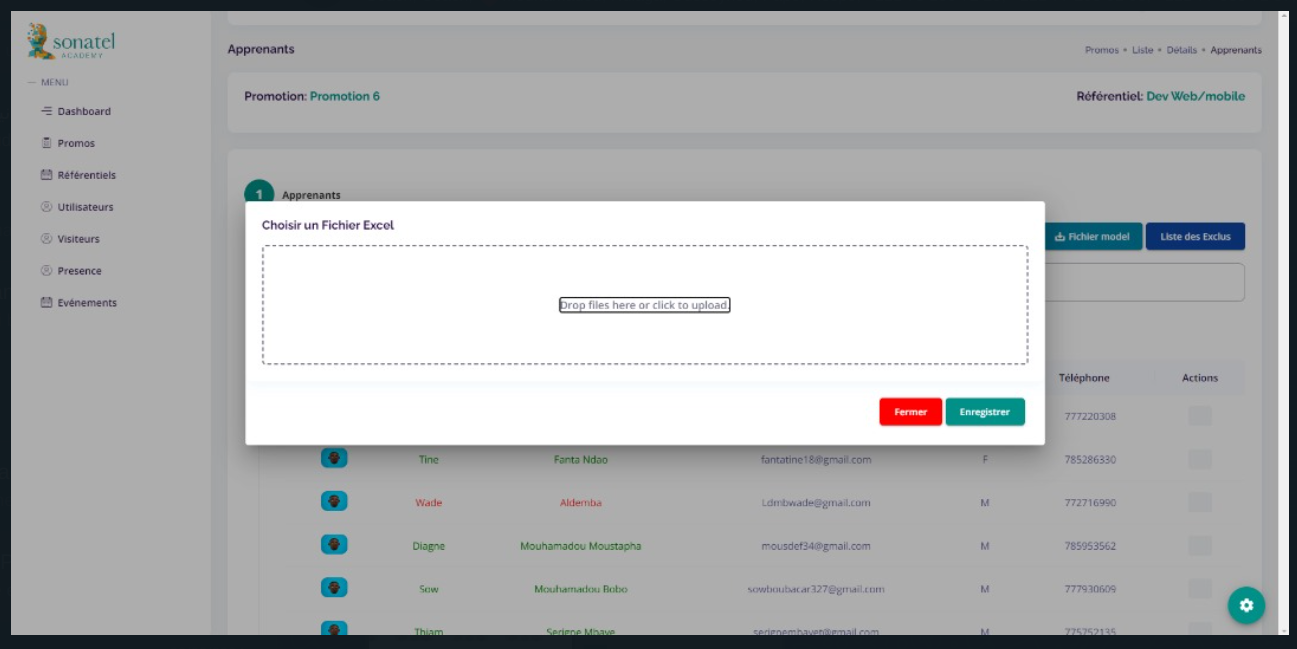 sonatel
ACADEMY
MENU
Dashboard
Promos
Référentiels
Utilisateurs
Visiteurs
Presence
Evénements
Apprenants
Promos • Liste • Détails • Apprenants
Promotion: Promotion 6
Référentiel: Dev Web/mobile
1 Apprenants
Choisir un Fichier Excel
Fichier model
Liste des Exclus
Drop files here or click to upload.
Fermer
Enregistrer
Téléphone Actions
777220308
Tine Fanta Ndao fantatine18@gmail.com F 785286330
Wade Aldemba Ldmbwade@gmail.com M 772716990
Diagne Mouhamadou Moustapha mousdef34@gmail.com M 785953562
Sow Mouhamadou Bobo sowboubacar327@gmail.com M 777930609
Thiam Serigne Mbaye serignembayet@gmail.com M 775752135